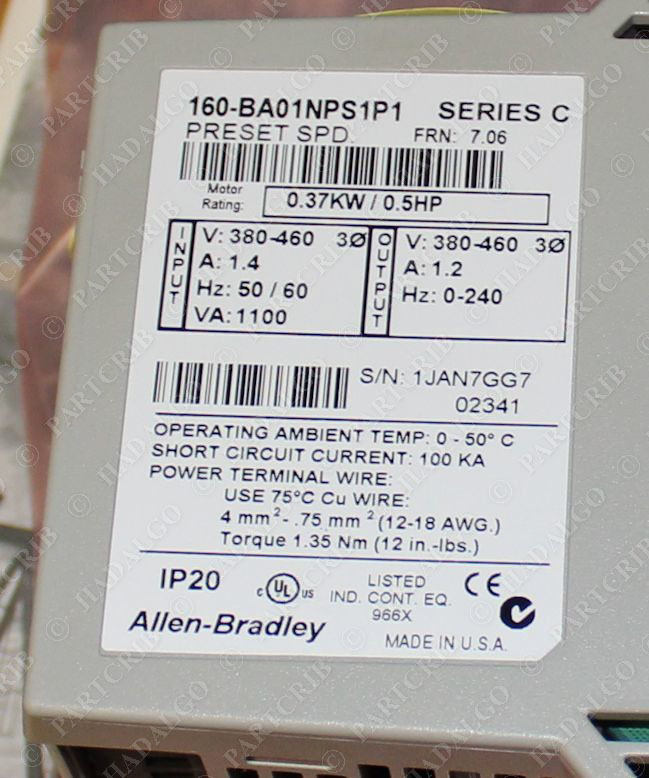 160-BA01NPS1P1 SERIES C
PRESET SPD. FRN: 7.06
Motor
Rating: 0.37KW / 0.5HP
INPUT
V: 380-460 3Ø
A: 1.4
Hz: 50 / 60
VA: 1100
OUTPUT
V: 380-460 3Ø
A: 1.2
Hz: 0-240
S/N: 1JAN7GG7
02341
OPERATING AMBIENT TEMP: 0 - 50° C
SHORT CIRCUIT CURRENT: 100 KA
POWER TERMINAL WIRE:
USE 75°C Cu WIRE:
4 mm²- .75 mm² (12-18 AWG.)
Torque 1.35 Nm (12 in.-lbs.)
IP20 c UL us LISTED CE
IND. CONT. EQ.
966X
Allen-Bradley MADE IN U.S.A.
© PARTCRIB
© HADALGO